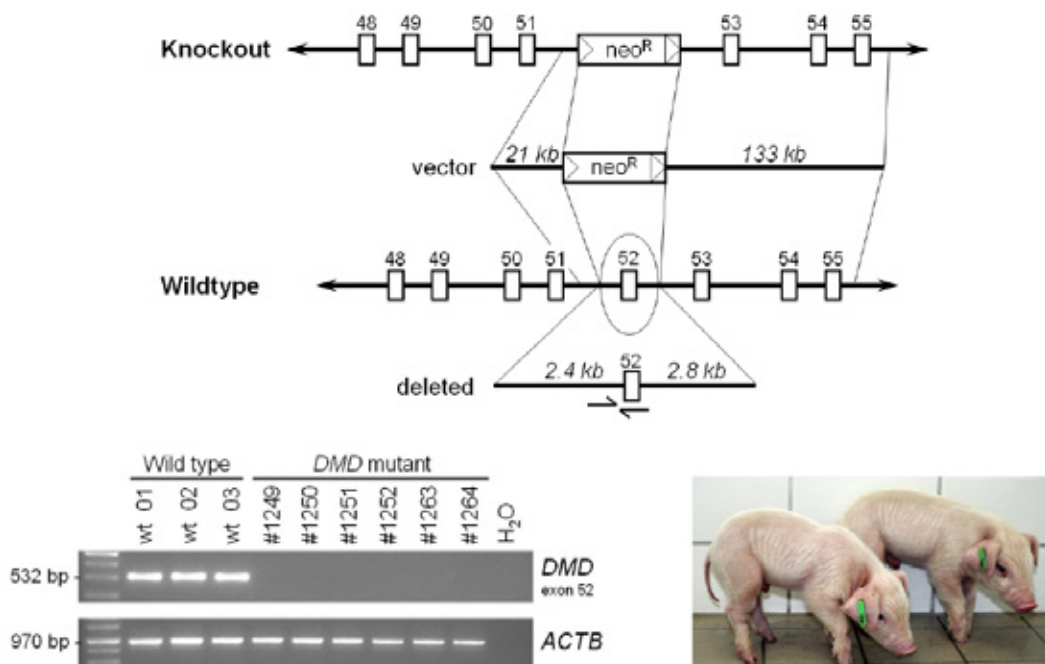 48 49 50 51 53 54 55
Knockout neoᴿ
21 kb 133 kb
vector neoᴿ
48 49 50 51 52 53 54 55
Wildtype
52
2.4 kb 2.8 kb
deleted
Wild type DMD mutant
wt 01 wt 02 wt 03 #1249 #1250 #1251 #1252 #1263 #1264 H₂O
532 bp DMD
exon 52
970 bp ACTB